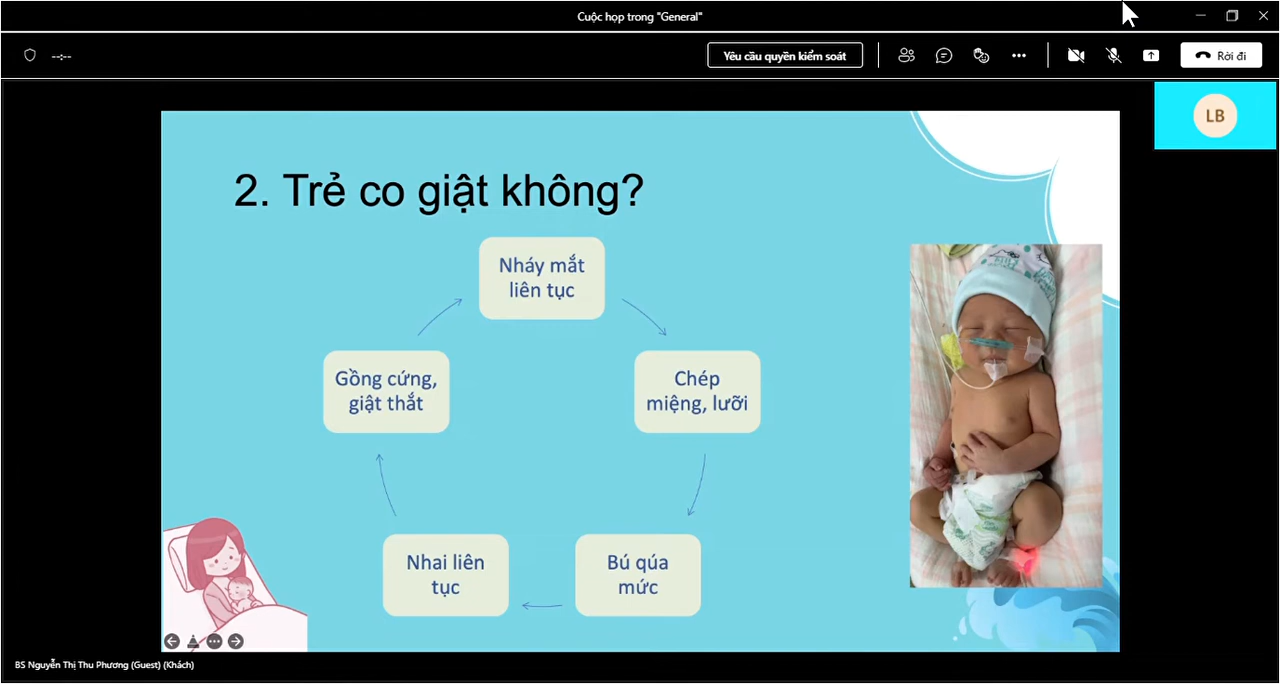 Cuộc họp trong "General"
--:--
Yêu cầu quyền kiểm soát
Rời đi
LB
2. Trẻ co giật không?
Nháy mắt
liên tục
Gồng cứng,
giật thắt
Chép
miệng, lưỡi
Nhai liên
tục
Bú qúa
mức
BS Nguyễn Thị Thu Phương (Guest) (Khách)